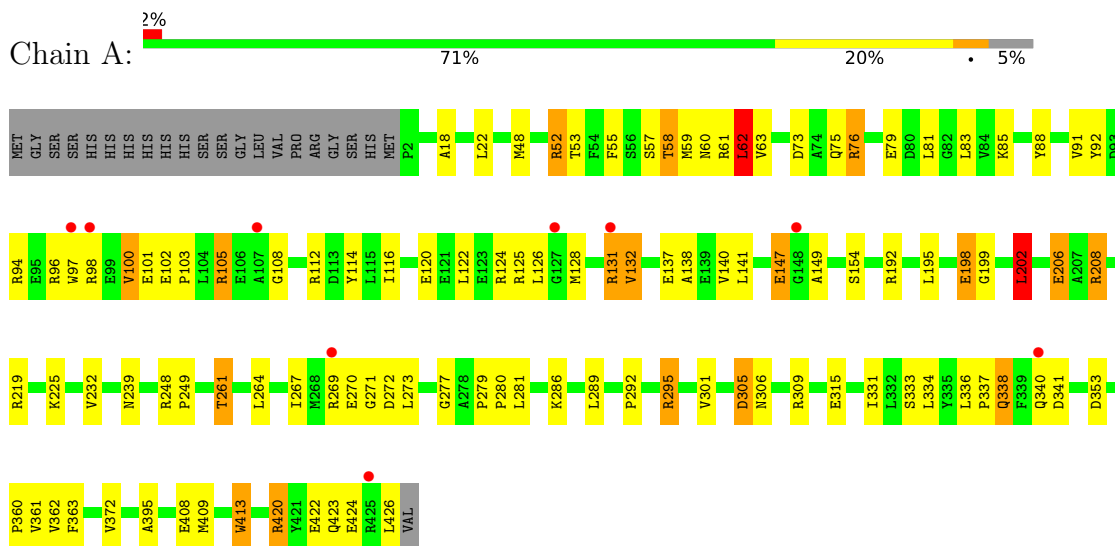 2%
Chain A:
71% 20% • 5%
MET GLY SER SER HIS HIS HIS HIS HIS HIS SER SER GLY LEU VAL PRO ARG GLY SER HIS MET P2 A18 L22 M48 R52 T53 F54 F55 S56 S57 T58 M59 N60 R61 L62 V63 D73 A74 Q75 R76 E79 D80 L81 G82 L83 V84 K85 Y88 V91 Y92 D93
R94 E95 R96 W97 R98 E99 V100 E101 E102 P103 L104 R105 E106 A107 G108 R112 D113 Y114 L115 I116 E120 E121 L122 E123 R124 R125 L126 G127 M128 R131 V132 E137 A138 E139 V140 L141 E147 G148 A149 S154 R192 L195 E198 G199 L202 E206 A207 R208
R219 K225 V232 N239 R248 P249 T261 L264 I267 M268 R269 E270 G271 D272 L273 G277 A278 P279 P280 L281 K286 L289 P292 R295 V301 D305 N306 R309 E315 I331 L332 S333 L334 Y335 L336 P337 Q338 F339 Q340 D341 D353
P360 V361 V362 F363 V372 A395 E408 M409 W413 R420 Y421 E422 Q423 E424 R425 L426 VAL